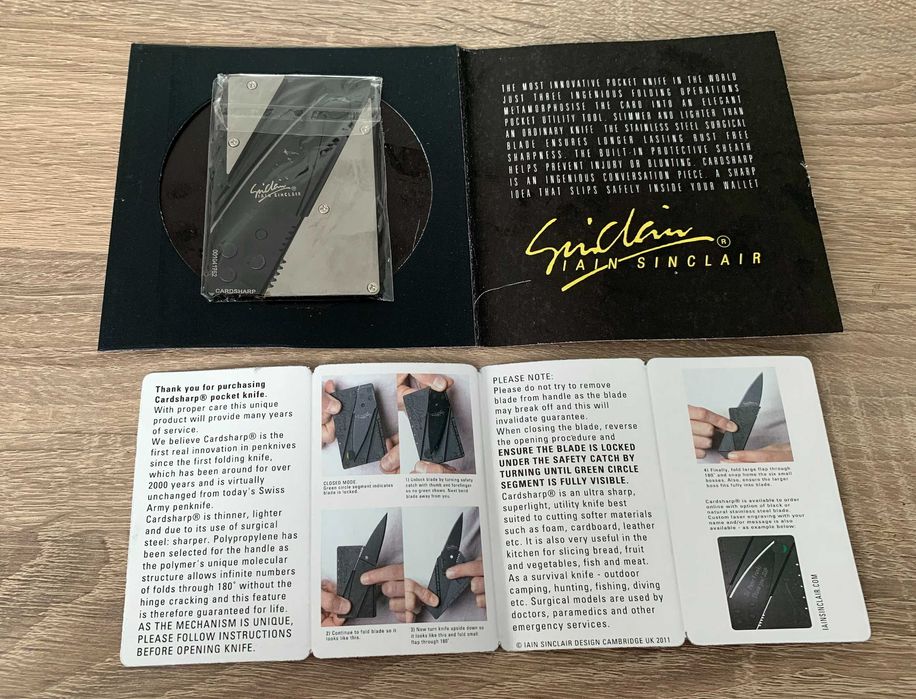 THE MOST INNOVATIVE POCKET KNIFE IN THE WORLD
JUST THREE INGENIOUS FOLDING OPERATIONS
METAMORPHOSISE THE CARD INTO AN ELEGANT
POCKET UTILITY TOOL. SLIMMER AND LIGHTER THAN
AN ORDINARY KNIFE. THE STAINLESS STEEL SURGICAL
BLADE ENSURES LONGER LASTING RUST FREE
SHARPNESS. THE BUILT-IN PROTECTIVE SHEATH
HELPS PREVENT INJURY OR BLUNTING. CARDSHARP
IS AN INGENIOUS CONVERSATION PIECE. A SHARP
IDEA THAT SLIPS SAFELY INSIDE YOUR WALLET
Sinclair ®
IAIN SINCLAIR
Sinclair ®
IAIN SINCLAIR
CARDSHARP
Thank you for purchasing
Cardsharp® pocket knife.
With proper care this unique
product will provide many years
of service.
We believe Cardsharp® is the
first real innovation in penknives
since the first folding knife,
which has been around for over
2000 years and is virtually
unchanged from today's Swiss
Army penknife.
Cardsharp® is thinner, lighter
and due to its use of surgical
steel: sharper. Polypropylene has
been selected for the handle as
the polymer's unique molecular
structure allows infinite numbers
of folds through 180° without the
hinge cracking and this feature
is therefore guaranteed for life.
AS THE MECHANISM IS UNIQUE,
PLEASE FOLLOW INSTRUCTIONS
BEFORE OPENING KNIFE.
CLOSED MODE
Green circle segment indicates
blade is locked.
1) Unlock blade by turning safety
catch with thumb and forefinger
so no green shows. Next bend
blade away from you.
2) Continue to fold blade so it
looks like this.
3) Now turn knife upside down so
it looks like this and fold small
flap through 180°
PLEASE NOTE:
Please do not try to remove
blade from handle as the blade
may break off and this will
invalidate guarantee.
When closing the blade, reverse
the opening procedure and
ENSURE THE BLADE IS LOCKED
UNDER THE SAFETY CATCH BY
TURNING UNTIL GREEN CIRCLE
SEGMENT IS FULLY VISIBLE.
Cardsharp® is an ultra sharp,
superlight, utility knife best
suited to cutting softer materials
such as foam, cardboard, leather
etc. It is also very useful in the
kitchen for slicing bread, fruit
and vegetables, fish and meat.
As a survival knife - outdoor
camping, hunting, fishing, diving
etc. Surgical models are used by
doctors, paramedics and other
emergency services.
© IAIN SINCLAIR DESIGN CAMBRIDGE UK 2011
4) Finally, fold large flap through
180° and snap home the six small
bosses. Also, ensure the larger
boss fits fully into blade.
Cardsharp® is available to order
online with option of black or
natural stainless steel blade.
Custom laser engraving with your
name and/or message is also
available - as example below:
IAINSINCLAIR.COM